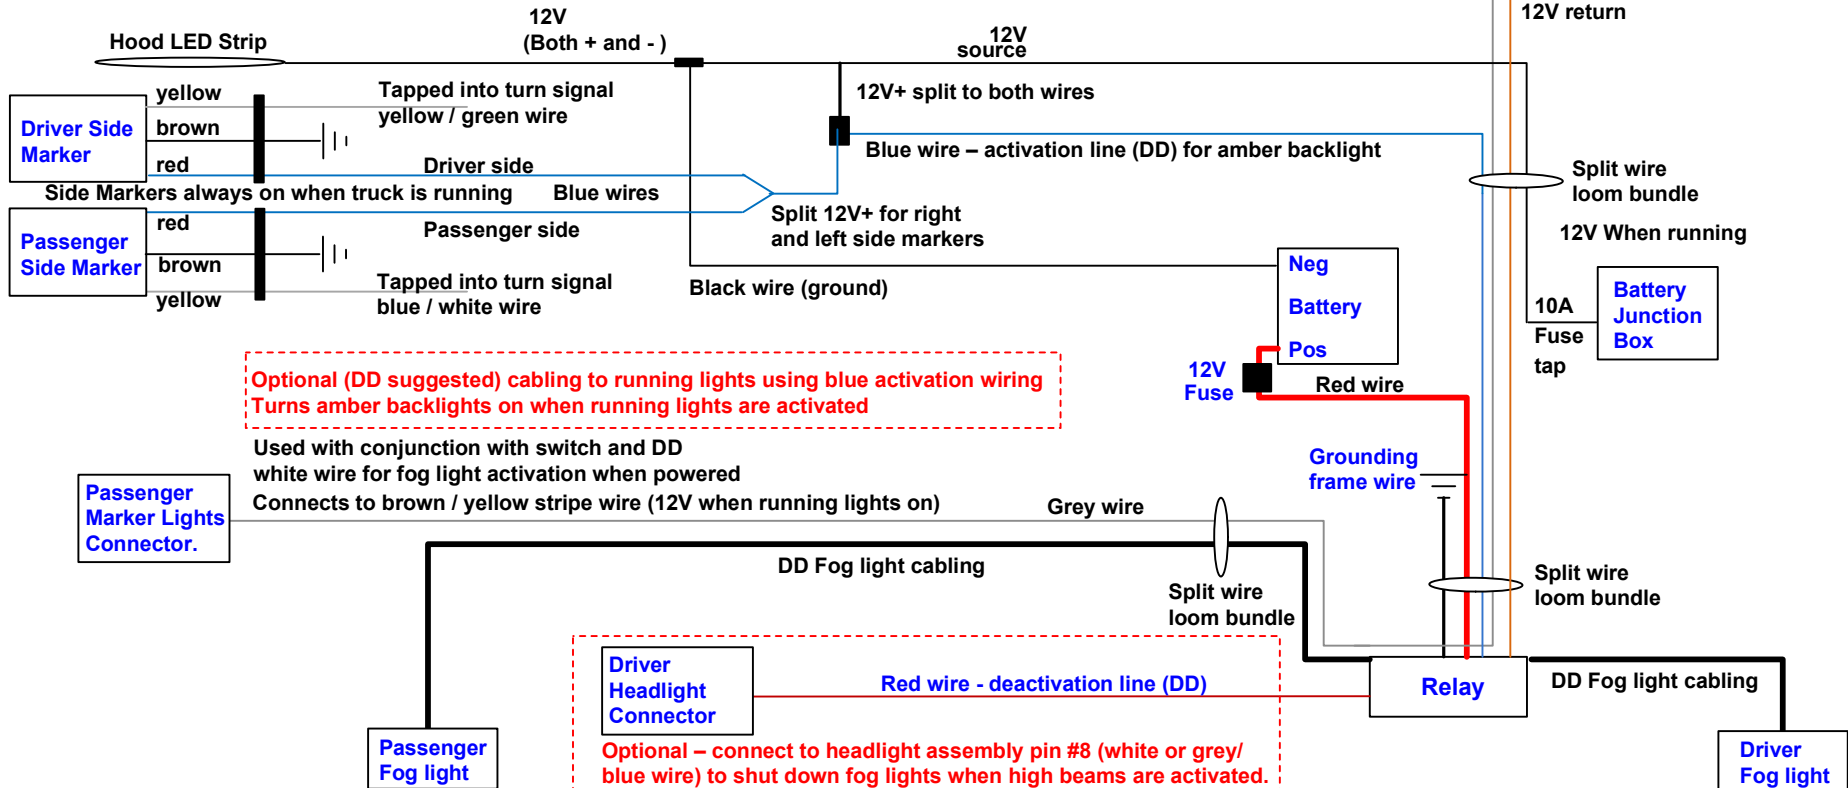 12V return
12V
(Both + and - )
12V
source
Hood LED Strip
yellow
Tapped into turn signal
yellow / green wire
12V+ split to both wires
Driver Side
Marker
brown
Blue wire – activation line (DD) for amber backlight
red
Driver side
Split wire
loom bundle
Side Markers always on when truck is running
Blue wires
Passenger
Side Marker
red
Passenger side
Split 12V+ for right
and left side markers
12V When running
brown
yellow
Tapped into turn signal
blue / white wire
Black wire (ground)
Neg
Battery
Pos
10A
Fuse
tap
Battery
Junction
Box
12V
Fuse
Red wire
Optional (DD suggested) cabling to running lights using blue activation wiring
Turns amber backlights on when running lights are activated
Used with conjunction with switch and DD
white wire for fog light activation when powered
Connects to brown / yellow stripe wire (12V when running lights on)
Passenger
Marker Lights
Connector.
Grey wire
Grounding
frame wire
DD Fog light cabling
Split wire
loom bundle
Split wire
loom bundle
Driver
Headlight
Connector
Red wire - deactivation line (DD)
Relay
DD Fog light cabling
Passenger
Fog light
Optional – connect to headlight assembly pin #8 (white or grey/
blue wire) to shut down fog lights when high beams are activated.
Driver
Fog light